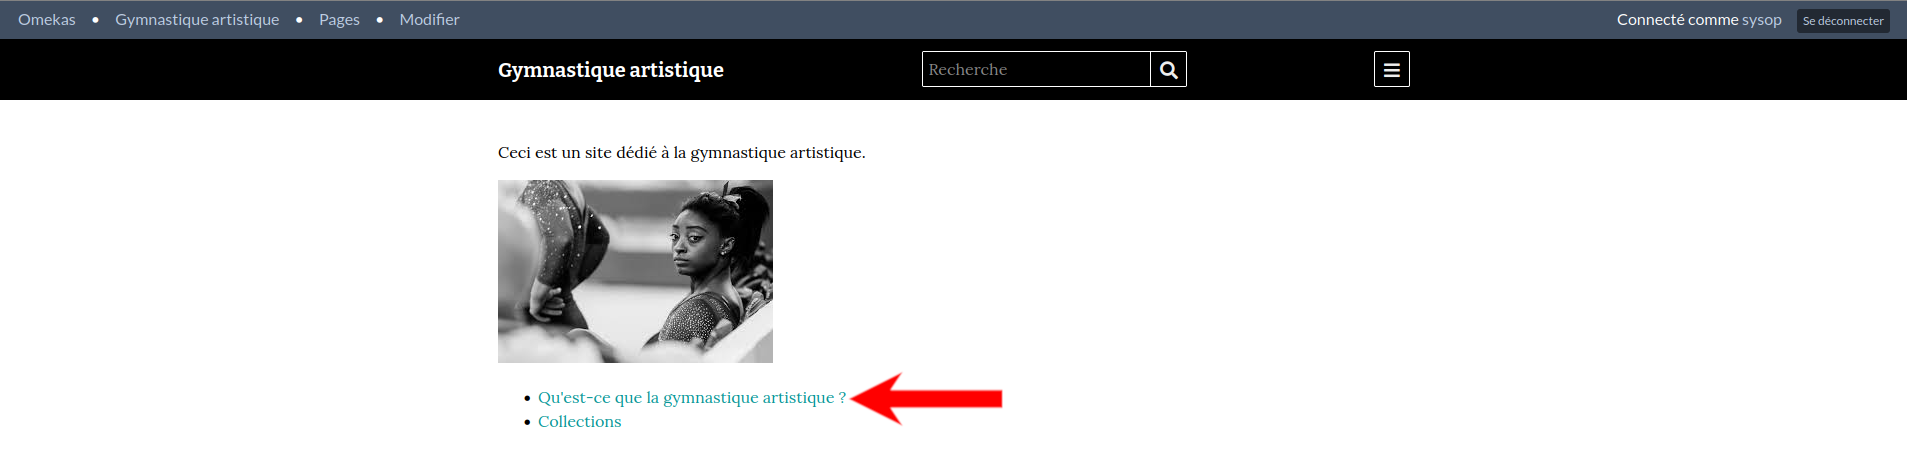 Omekas • Gymnastique artistique • Pages • Modifier Connecté comme sysop Se déconnecter
Gymnastique artistique Recherche
Ceci est un site dédié à la gymnastique artistique.
• Qu'est-ce que la gymnastique artistique ?
• Collections